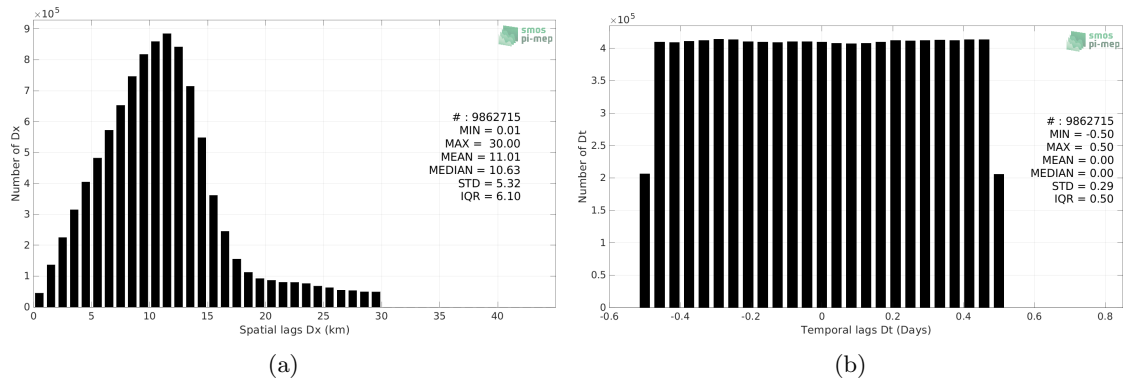 ×10⁵
9
8
7
6
5
4
3
2
1
0
Number of Dx
0 5 10 15 20 25 30 35 40
Spatial lags Dx (km)
smos
pi-mep
# : 9862715
MIN = 0.01
MAX = 30.00
MEAN = 11.01
MEDIAN = 10.63
STD = 5.32
IQR = 6.10
(a)
×10⁵
4
3.5
3
2.5
2
1.5
1
0.5
0
Number of Dt
-0.6 -0.4 -0.2 0 0.2 0.4 0.6 0.8
Temporal lags Dt (Days)
smos
pi-mep
# : 9862715
MIN = -0.50
MAX = 0.50
MEAN = 0.00
MEDIAN = 0.00
STD = 0.29
IQR = 0.50
(b)